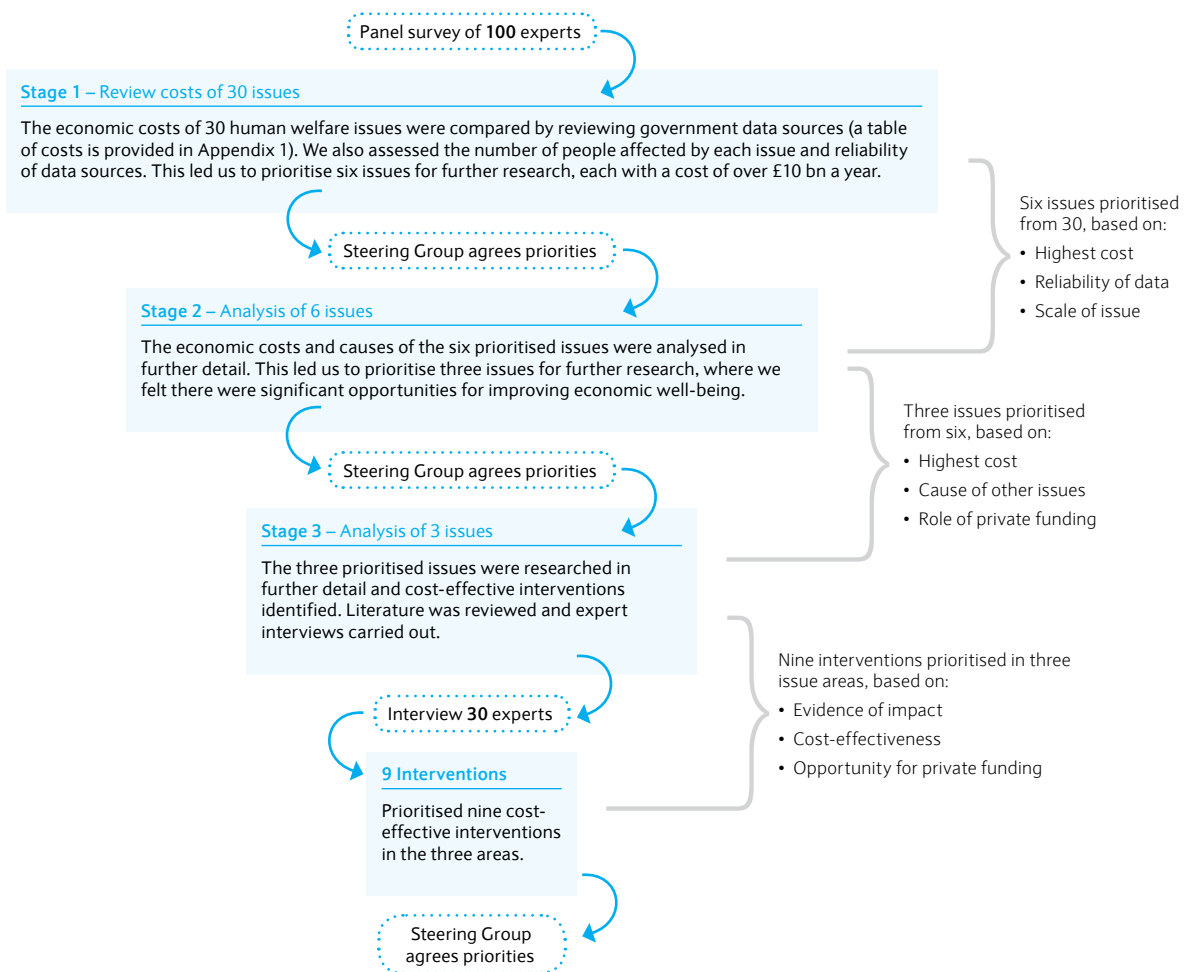 Panel survey of 100 experts
Stage 1 – Review costs of 30 issues
The economic costs of 30 human welfare issues were compared by reviewing government data sources (a table
of costs is provided in Appendix 1). We also assessed the number of people affected by each issue and reliability
of data sources. This led us to prioritise six issues for further research, each with a cost of over £10 bn a year.
Six issues prioritised
from 30, based on:
• Highest cost
• Reliability of data
• Scale of issue
Steering Group agrees priorities
Stage 2 – Analysis of 6 issues
The economic costs and causes of the six prioritised issues were analysed in
further detail. This led us to prioritise three issues for further research, where we
felt there were significant opportunities for improving economic well-being.
Three issues prioritised
from six, based on:
• Highest cost
• Cause of other issues
• Role of private funding
Steering Group agrees priorities
Stage 3 – Analysis of 3 issues
The three prioritised issues were researched in
further detail and cost-effective interventions
identified. Literature was reviewed and expert
interviews carried out.
Nine interventions prioritised in three
issue areas, based on:
• Evidence of impact
• Cost-effectiveness
• Opportunity for private funding
Interview 30 experts
9 Interventions
Prioritised nine cost-
effective interventions
in the three areas.
Steering Group
agrees priorities